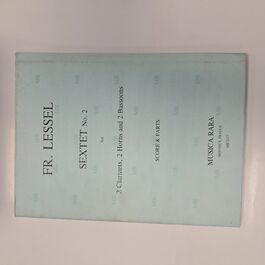 FR. LESSEL
SEXTET No. 2
for
2 Clarinets, 2 Horns and 2 Bassoons
SCORE & PARTS
MUSICA RARA